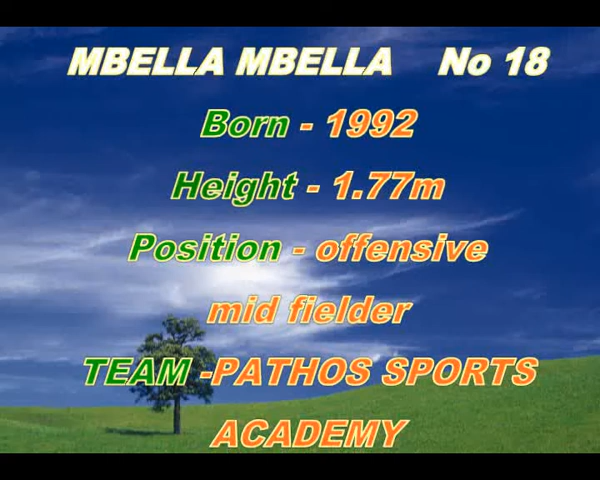 MBELLA MBELLA No 18
Born - 1992
Height - 1.77m
Position - offensive
mid fielder
TEAM -PATHOS SPORTS
ACADEMY